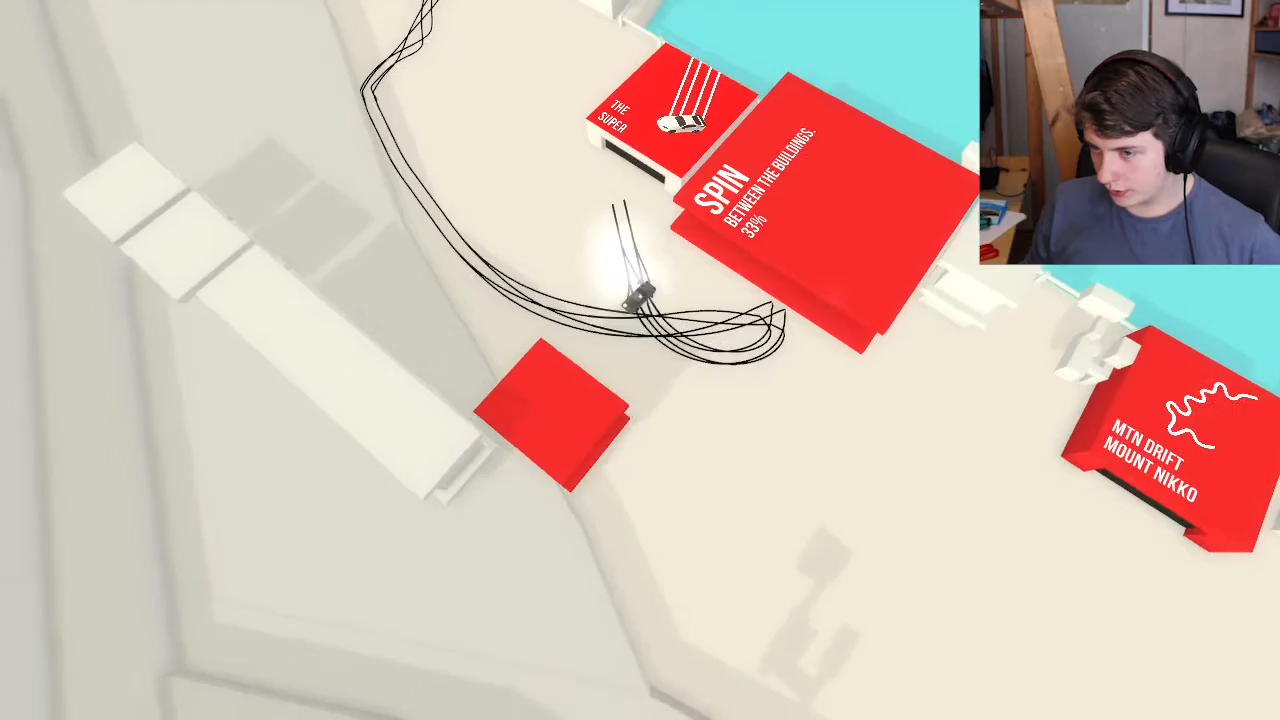 THE
SUPER
SPIN
BETWEEN THE BUILDINGS.
33%
MTN DRIFT
MOUNT NIKKO